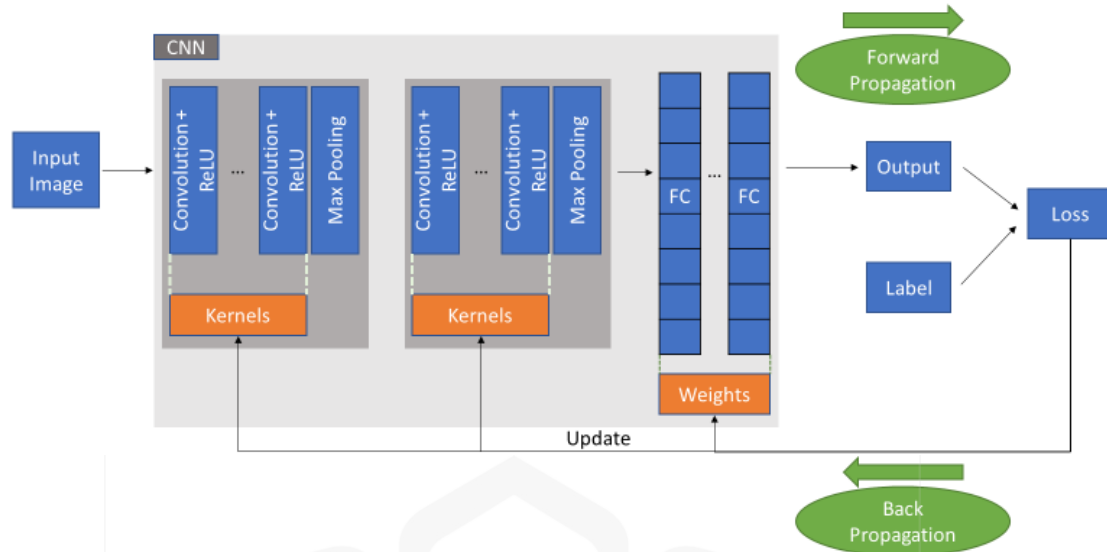 CNN
Forward
Propagation
Input
Image
Convolution +
ReLU
...
Convolution +
ReLU
Max Pooling
Kernels
Convolution +
ReLU
...
Convolution +
ReLU
Max Pooling
Kernels
FC
...
FC
Weights
Output
Label
Loss
Update
Back
Propagation